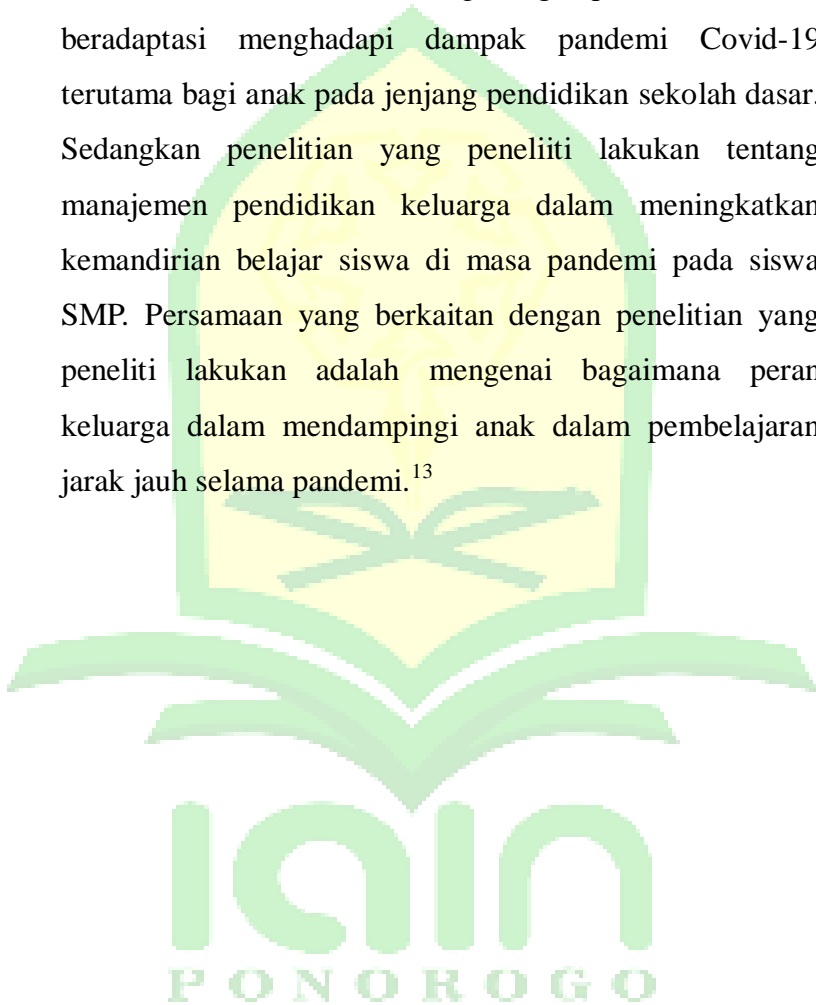 beradaptasi menghadapi dampak pandemi Covid-19
terutama bagi anak pada jenjang pendidikan sekolah dasar.
Sedangkan penelitian yang peneliiti lakukan tentang
manajemen pendidikan keluarga dalam meningkatkan
kemandirian belajar siswa di masa pandemi pada siswa
SMP. Persamaan yang berkaitan dengan penelitian yang
peneliti lakukan adalah mengenai bagaimana peran
keluarga dalam mendampingi anak dalam pembelajaran
jarak jauh selama pandemi.13
iain
PONOROGO